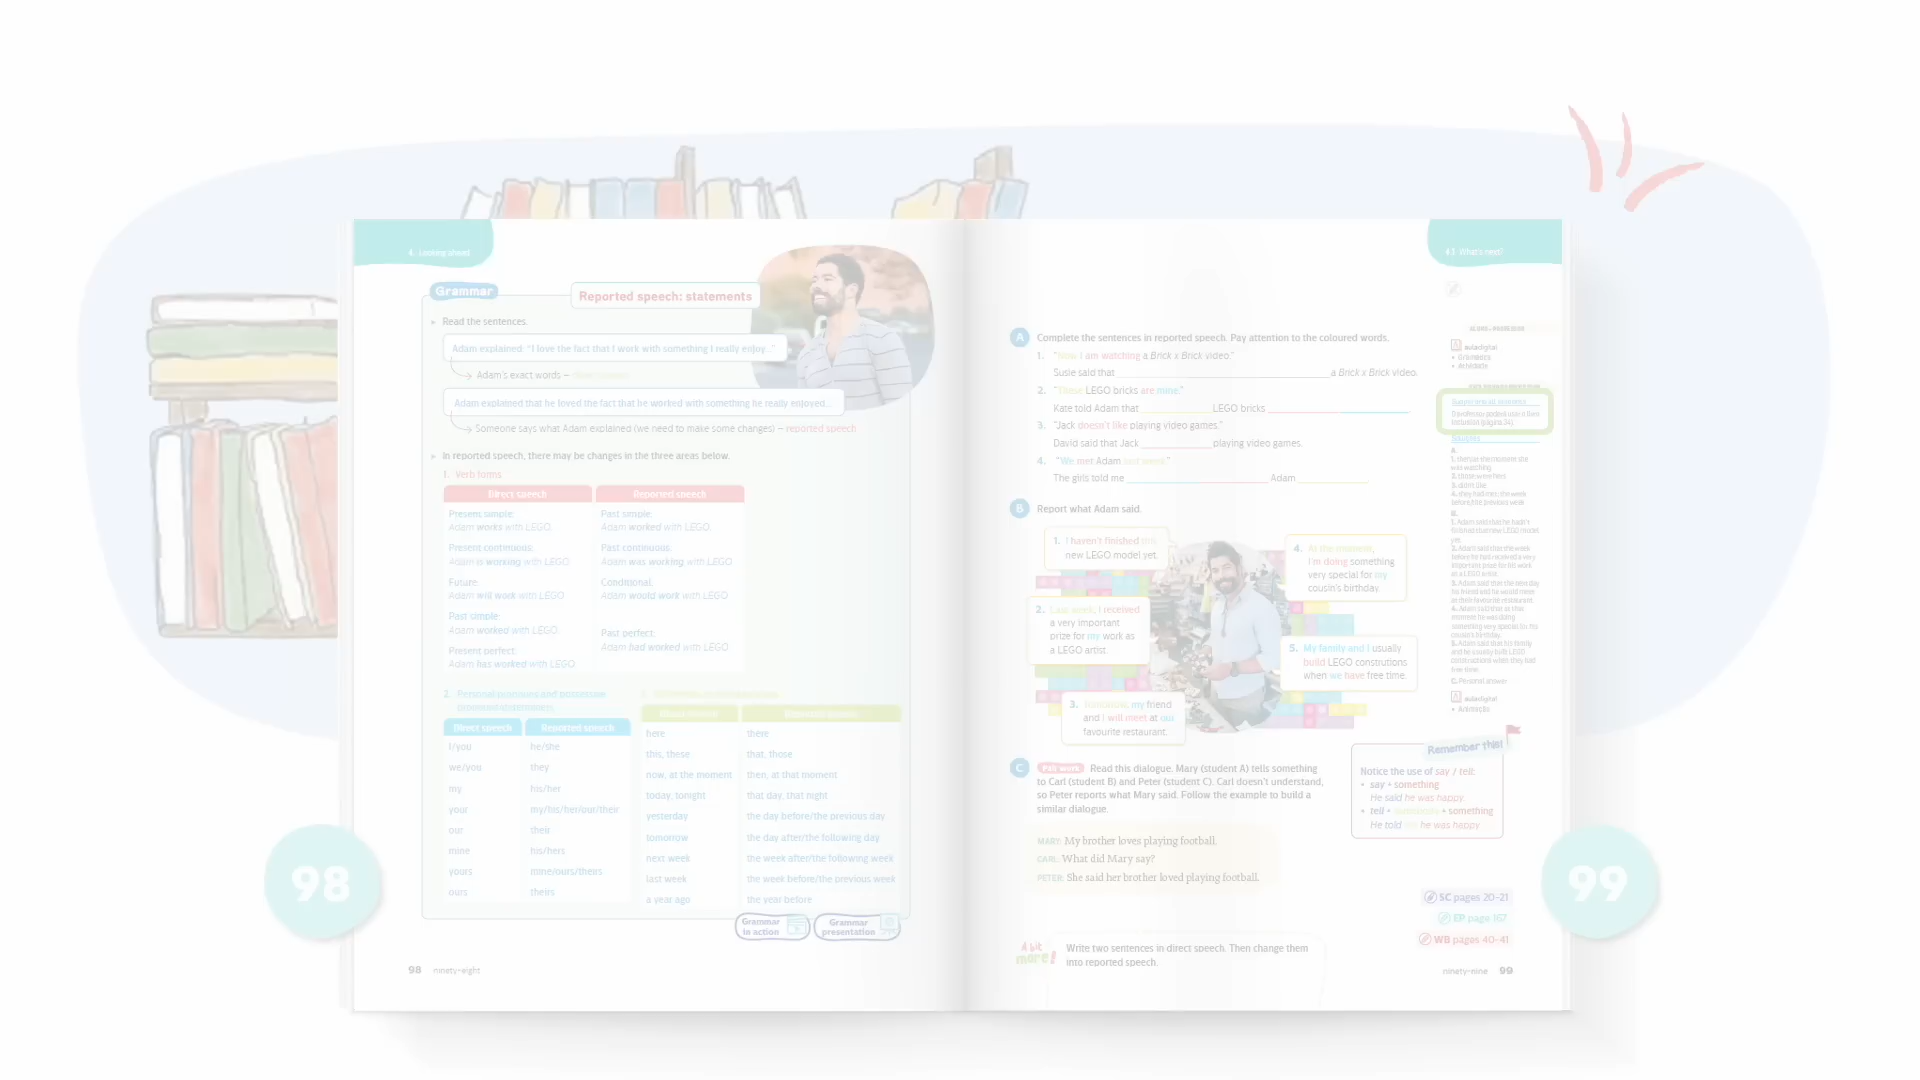 4. Looking ahead
Grammar
Reported speech: statements
Read the sentences.
Adam explained: "I love the fact that I work with something I really enjoy..."
Adam's exact words –
Adam explained that he loved the fact that he worked with something he really enjoyed...
Someone says what Adam explained (we need to make some changes) – reported speech
In reported speech, there may be changes in the three areas below.
1. Verb forms
Direct speech
Reported speech
Present simple:
Adam works with LEGO.
Past simple:
Adam worked with LEGO.
Present continuous:
Adam is working with LEGO.
Past continuous:
Adam was working with LEGO.
Future:
Adam will work with LEGO.
Conditional:
Adam would work with LEGO.
Past simple:
Adam worked with LEGO.
Present perfect:
Adam has worked with LEGO.
Past perfect:
Adam had worked with LEGO.
2. Personal pronouns and possessive
Direct speech
Reported speech
I/you
he/she
we/you
they
my
his/her
your
my/his/her/our/their
our
their
mine
his/hers
yours
mine/ours/theirs
ours
theirs
here
there
this, these
that, those
now, at the moment
then, at that moment
today, tonight
that day, that night
yesterday
the day before/the previous day
tomorrow
the day after/the following day
next week
the week after/the following week
last week
the week before/the previous week
a year ago
the year before
Grammar
in action
Grammar
presentation
98
98 ninety-eight
4.1 What's next?
A Complete the sentences in reported speech. Pay attention to the coloured words.
1. "Now I am watching a Brick x Brick video."
Susie said that a Brick x Brick video.
2. "These LEGO bricks are mine."
Kate told Adam that LEGO bricks
3. "Jack doesn't like playing video games."
David said that Jack playing video games.
4. "We met Adam last week."
The girls told me Adam
B Report what Adam said.
1. I haven't finished this
new LEGO model yet.
2. Last week, I received
a very important
prize for my work as
a LEGO artist.
3. Tomorrow, my friend
and I will meet at our
favourite restaurant.
4. At the moment,
I'm doing something
very special for my
cousin's birthday.
5. My family and I usually
build LEGO constrútions
when we have free time.
C Read this dialogue. Mary (student A) tells something
to Carl (student B) and Peter (student C). Carl doesn't understand,
so Peter reports what Mary said. Follow the example to build a
similar dialogue.
MARY: My brother loves playing football.
CARL: What did Mary say?
PETER: She said her brother loved playing football.
A bit
more!
Write two sentences in direct speech. Then change them
into reported speech.
auladigital
Gramática
Atividade
Soluções
A.
B.
C. Personal answer
auladigital
Animação
Remember this!
Notice the use of say / tell:
say + something
He said he was happy.
tell + + something
He told he was happy.
SC pages 20-21
EP page 167
WB pages 40-41
ninety-nine 99
99